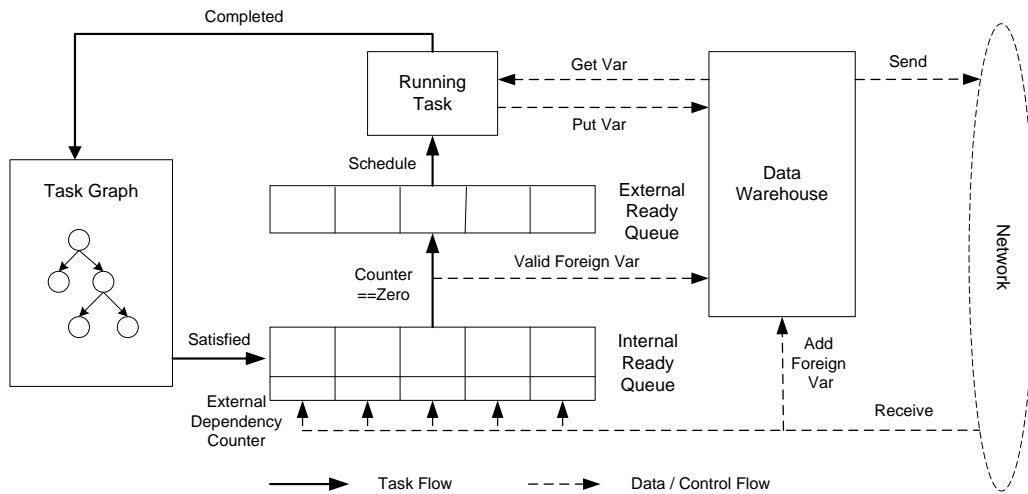 Completed
Running
Task
Get Var
Put Var
Send
Data
Warehouse
Network
Task Graph
Schedule
External
Ready
Queue
Counter
==Zero
Valid Foreign Var
Satisfied
Internal
Ready
Queue
Add
Foreign
Var
External
Dependency
Counter
Receive
Task Flow
Data / Control Flow